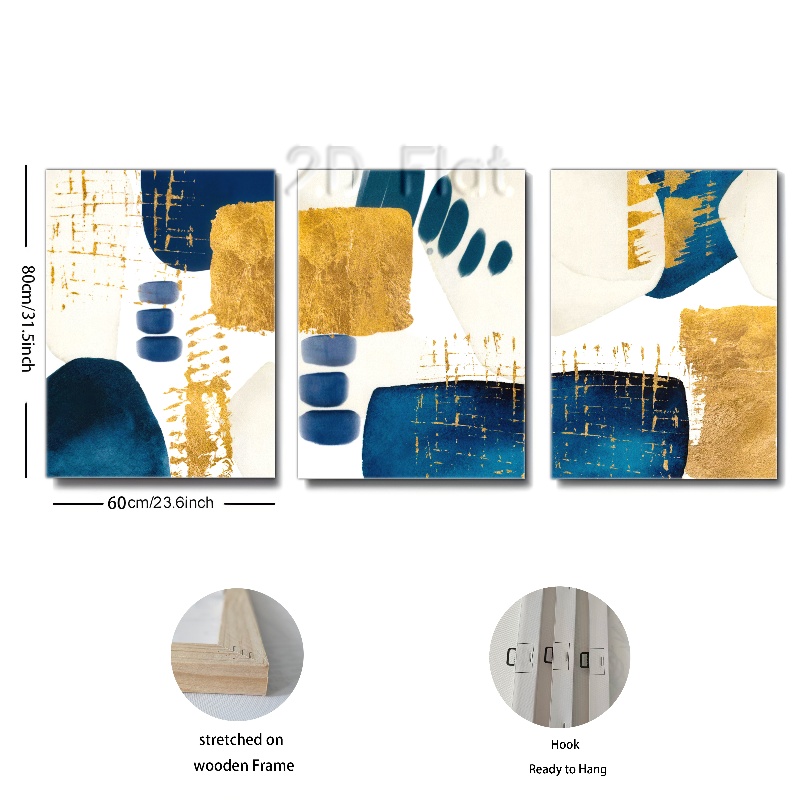 2D Flat
80cm/31.5inch
60cm/23.6inch
stretched on
wooden Frame
Hook
Ready to Hang